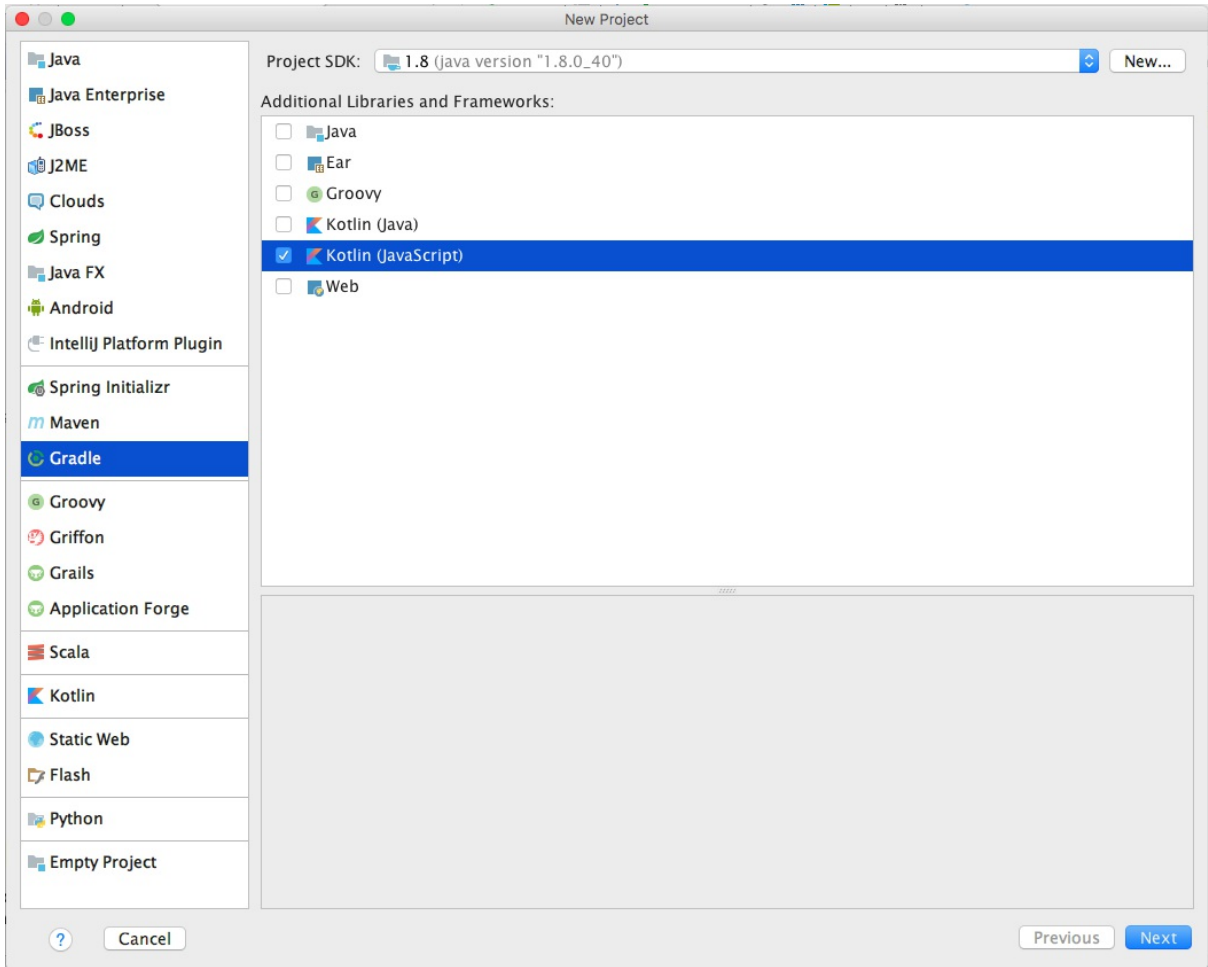 New Project
Java
Java Enterprise
JBoss
J2ME
Clouds
Spring
Java FX
Android
IntelliJ Platform Plugin
Spring Initializr
Maven
Gradle
Groovy
Griffon
Grails
Application Forge
Scala
Kotlin
Static Web
Flash
Python
Empty Project
Project SDK: 1.8 (java version "1.8.0_40") New...
Additional Libraries and Frameworks:
Java
Ear
Groovy
Kotlin (Java)
Kotlin (JavaScript)
Web
? Cancel Previous Next